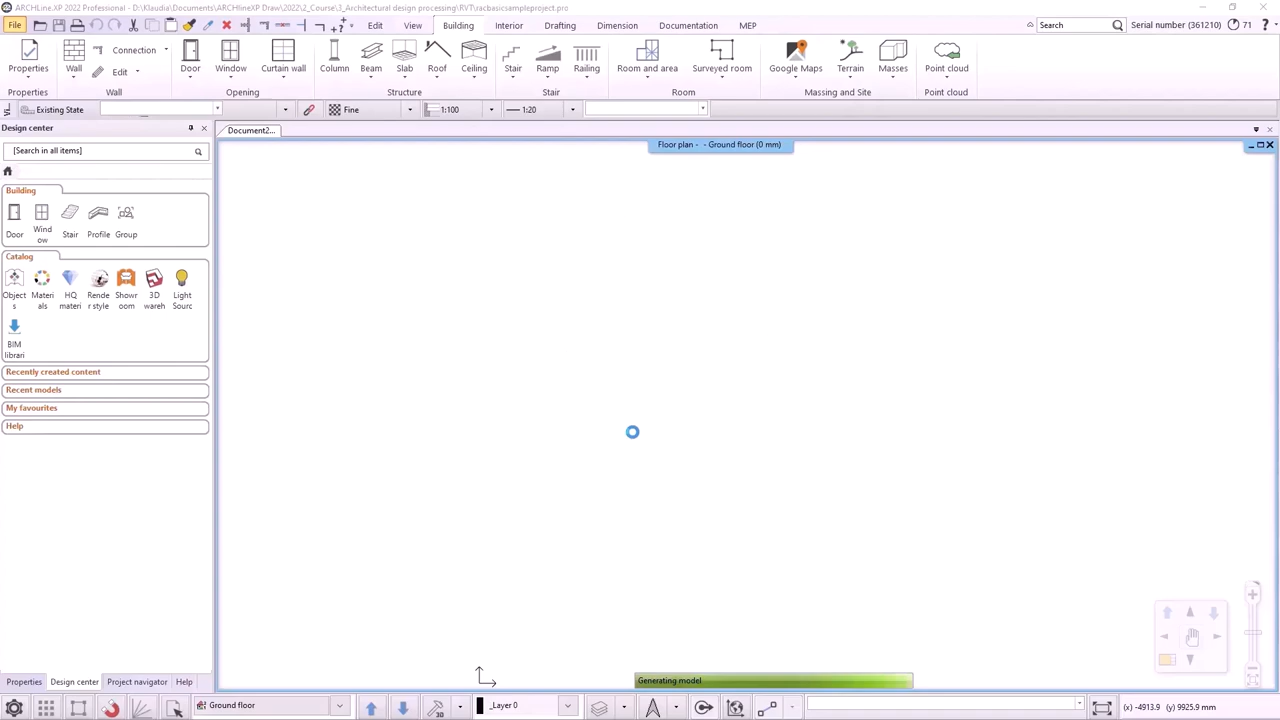 ARCHLine.XP 2022 Professional - D:\Klaudia\Documents\ARCHlineXP Draw\2022\2_Course\3_Architectural design processing\RVT\racbasicsampleproject.pro
File Edit View Building Interior Drafting Dimension Documentation MEP Search Serial number (361210) 71
Properties Wall Connection Edit Door Window Curtain wall Column Beam Slab Roof Ceiling Stair Ramp Railing Room and area Surveyed room Google Maps Terrain Masses Point cloud
Properties Wall Opening Structure Stair Room Massing and Site Point cloud
Existing State Fine 1:100 1:20
Design center
Document2...
[Search in all items]
Floor plan - - Ground floor (0 mm)
Building
Door
Wind
ow
Stair
Profile
Group
Catalog
Object
s
Materi
als
HQ
materi
Rende
r style
Showr
oom
3D
wareh
Light
Sourc
BIM
librari
Recently created content
Recent models
My favourites
Help
Generating model
Properties Design center Project navigator Help
30
Ground floor
_Layer 0
(x) -4913.9 (y) 9925.9 mm